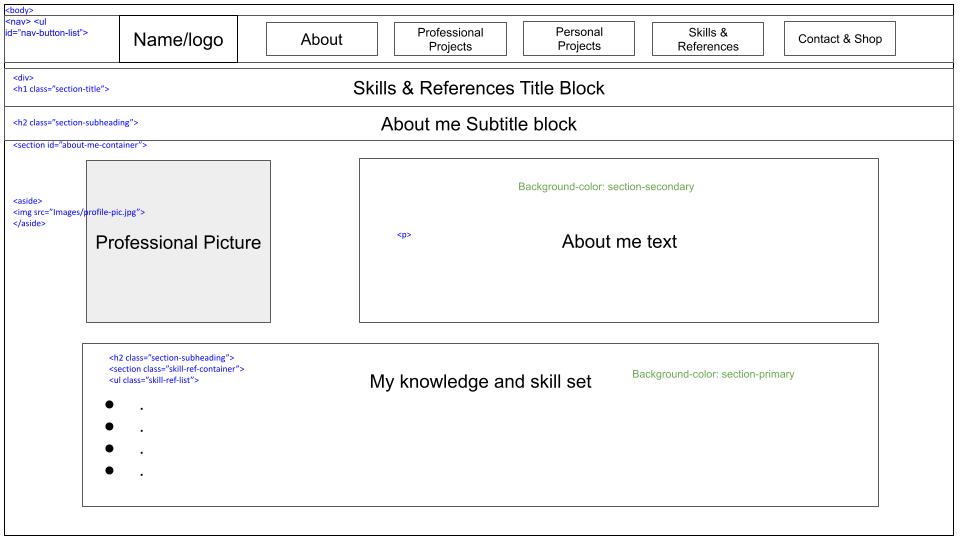 <body>
<nav> <ul
id="nav-button-list">
Name/logo
About
Professional
Projects
Personal
Projects
Skills &
References
Contact & Shop
<div>
<h1 class="section-title">
Skills & References Title Block
<h2 class="section-subheading">
About me Subtitle block
<section id="about-me-container">
<aside>
<img src="Images/profile-pic.jpg">
</aside>
Professional Picture
Background-color: section-secondary
<p>
About me text
<h2 class="section-subheading">
<section class="skill-ref-container">
<ul class="skill-ref-list">
My knowledge and skill set
Background-color: section-primary
● .
● .
● .
● .